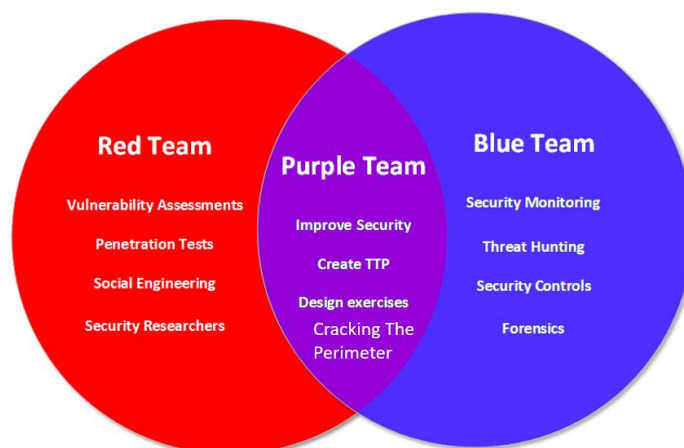 Red Team
Vulnerability Assessments
Penetration Tests
Social Engineering
Security Researchers
Purple Team
Improve Security
Create TTP
Design exercises
Cracking The
Perimeter
Blue Team
Security Monitoring
Threat Hunting
Security Controls
Forensics